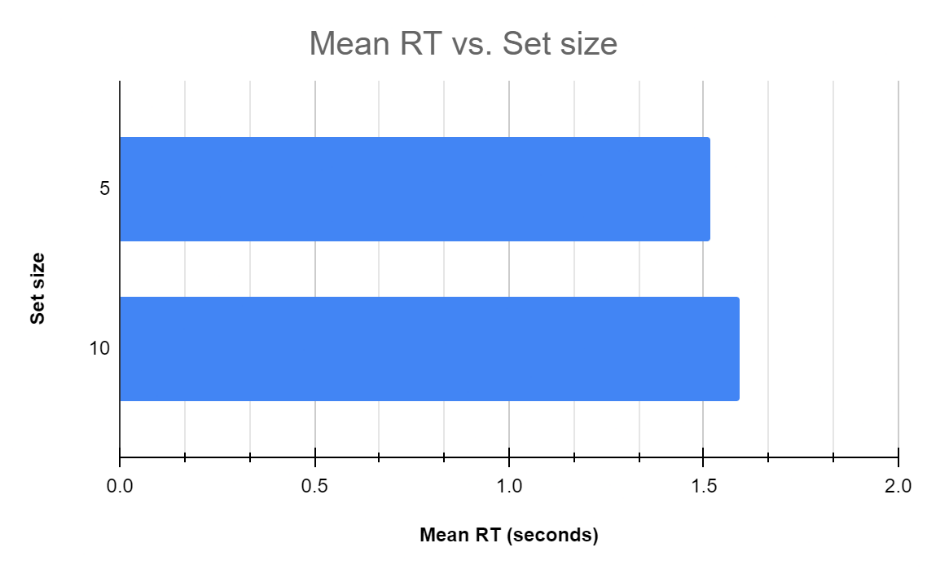 Mean RT vs. Set size
Set size
5
10
0.0 0.5 1.0 1.5 2.0
Mean RT (seconds)